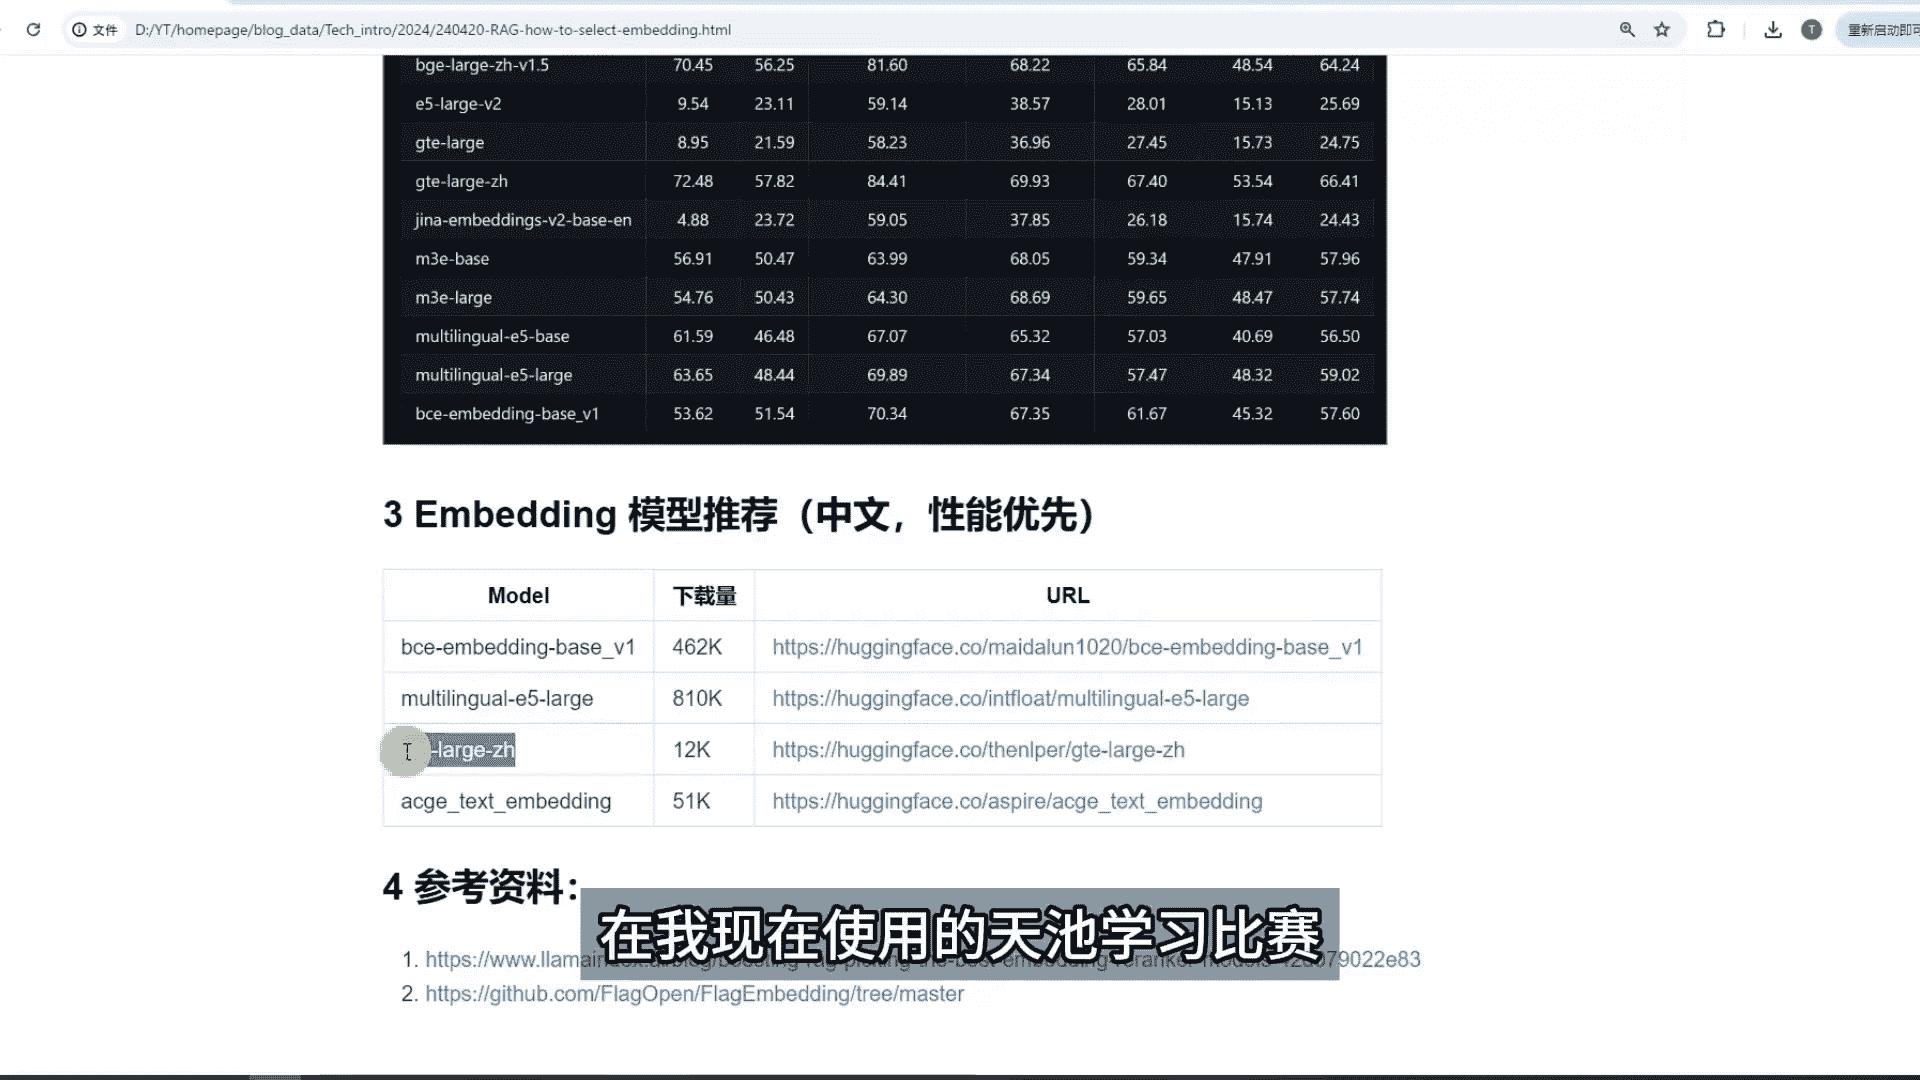 文件 D:/YT/homepage/blog_data/Tech_intro/2024/240420-RAG-how-to-select-embedding.html T 重新启动即可
bge-large-zh-v1.5 70.45 56.25 81.60 68.22 65.84 48.54 64.24
e5-large-v2 9.54 23.11 59.14 38.57 28.01 15.13 25.69
gte-large 8.95 21.59 58.23 36.96 27.45 15.73 24.75
gte-large-zh 72.48 57.82 84.41 69.93 67.40 53.54 66.41
jina-embeddings-v2-base-en 4.88 23.72 59.05 37.85 26.18 15.74 24.43
m3e-base 56.91 50.47 63.99 68.05 59.34 47.91 57.96
m3e-large 54.76 50.43 64.30 68.69 59.65 48.47 57.74
multilingual-e5-base 61.59 46.48 67.07 65.32 57.03 40.69 56.50
multilingual-e5-large 63.65 48.44 69.89 67.34 57.47 48.32 59.02
bce-embedding-base_v1 53.62 51.54 70.34 67.35 61.67 45.32 57.60
3 Embedding 模型推荐（中文，性能优先）
Model 下载量 URL
bce-embedding-base_v1 462K https://huggingface.co/maidalun1020/bce-embedding-base_v1
multilingual-e5-large 810K https://huggingface.co/intfloat/multilingual-e5-large
-large-zh 12K https://huggingface.co/thenlper/gte-large-zh
acge_text_embedding 51K https://huggingface.co/aspire/acge_text_embedding
4 参考资料：
在我现在使用的天池学习比赛
1. https://www.llamaindex
2. https://github.com/FlagOpen/FlagEmbedding/tree/master